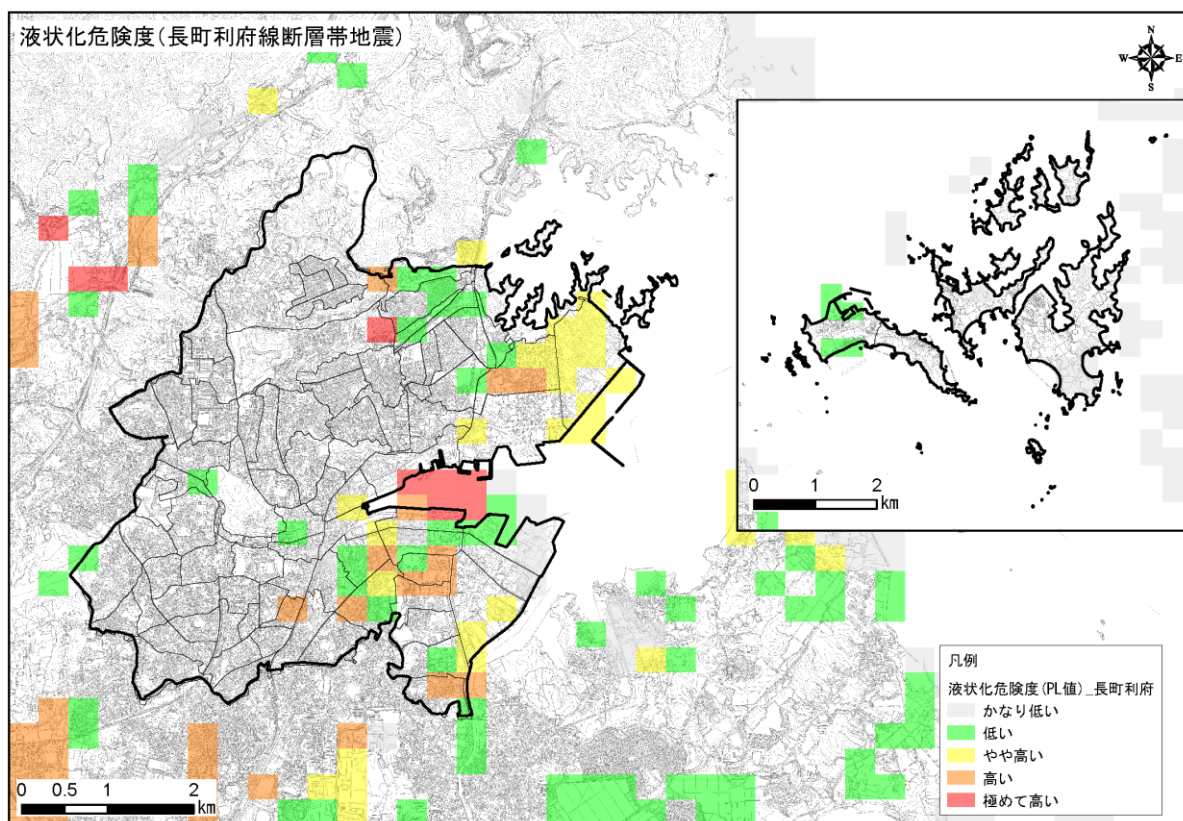 液状化危険度(長町利府線断層帯地震)
N
W
E
S
0
1
2
km
凡例
液状化危険度(PL値)_長町利府
かなり低い
低い
やや高い
高い
極めて高い
0
0.5
1
2
km